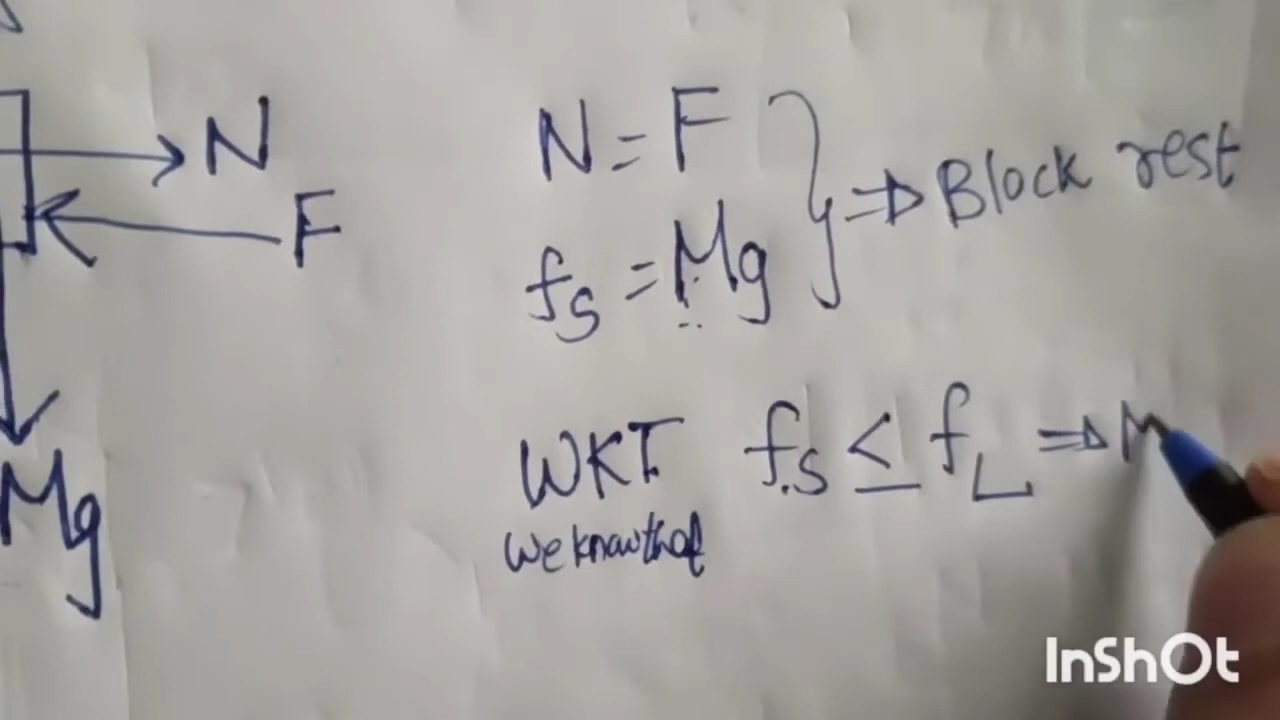 N
F
Mg
N = F
fs = Mg
} ⇒ Block rest
WKT fs ≤ fL ⇒ M
We know that
InShOt